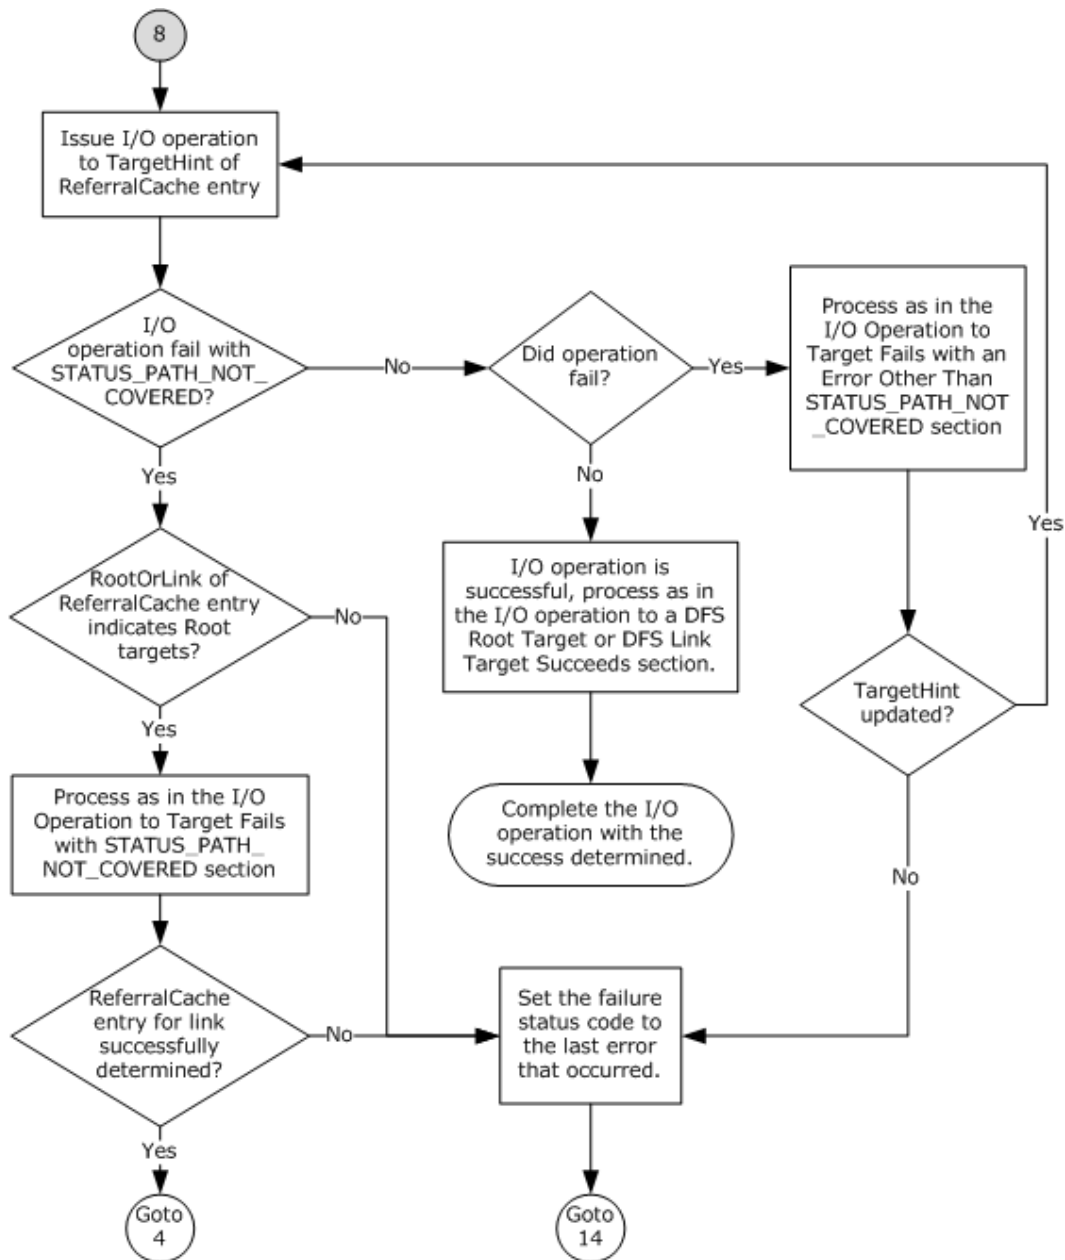 8
Issue I/O operation
to TargetHint of
ReferralCache entry
I/O
operation fail with
STATUS_PATH_NOT_
COVERED?
No
Did operation
fail?
Yes
Process as in the
I/O Operation to
Target Fails with an
Error Other Than
STATUS_PATH_NOT
_COVERED section
Yes
Yes
No
RootOrLink of
ReferralCache entry
indicates Root
targets?
No
I/O operation is
successful, process as in
the I/O operation to a DFS
Root Target or DFS Link
Target Succeeds section.
TargetHint
updated?
Yes
Process as in the I/O
Operation to Target Fails
with STATUS_PATH_
NOT_COVERED section
Complete the I/O
operation with the
success determined.
No
ReferralCache
entry for link
successfully
determined?
No
Set the failure
status code to
the last error
that occurred.
Yes
Goto
4
Goto
14